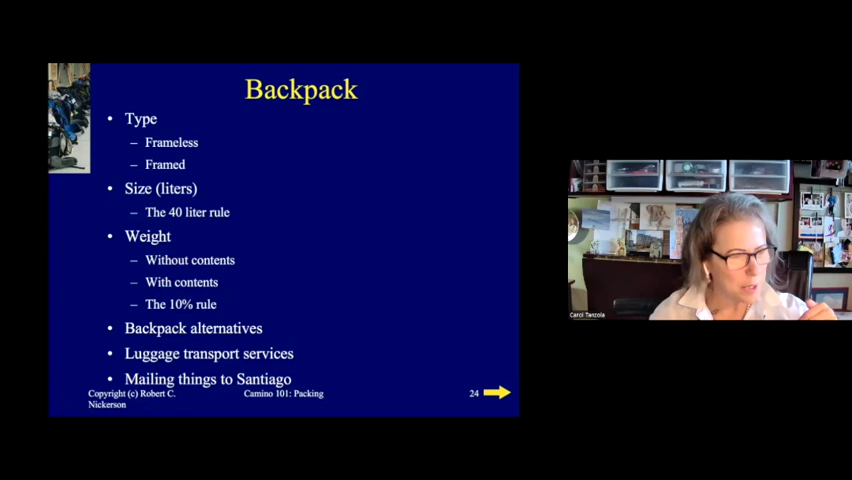 Backpack
• Type
– Frameless
– Framed
• Size (liters)
– The 40 liter rule
• Weight
– Without contents
– With contents
– The 10% rule
• Backpack alternatives
• Luggage transport services
• Mailing things to Santiago
Copyright (c) Robert C.
Nickerson
Camino 101: Packing
24
Carol Tanzola